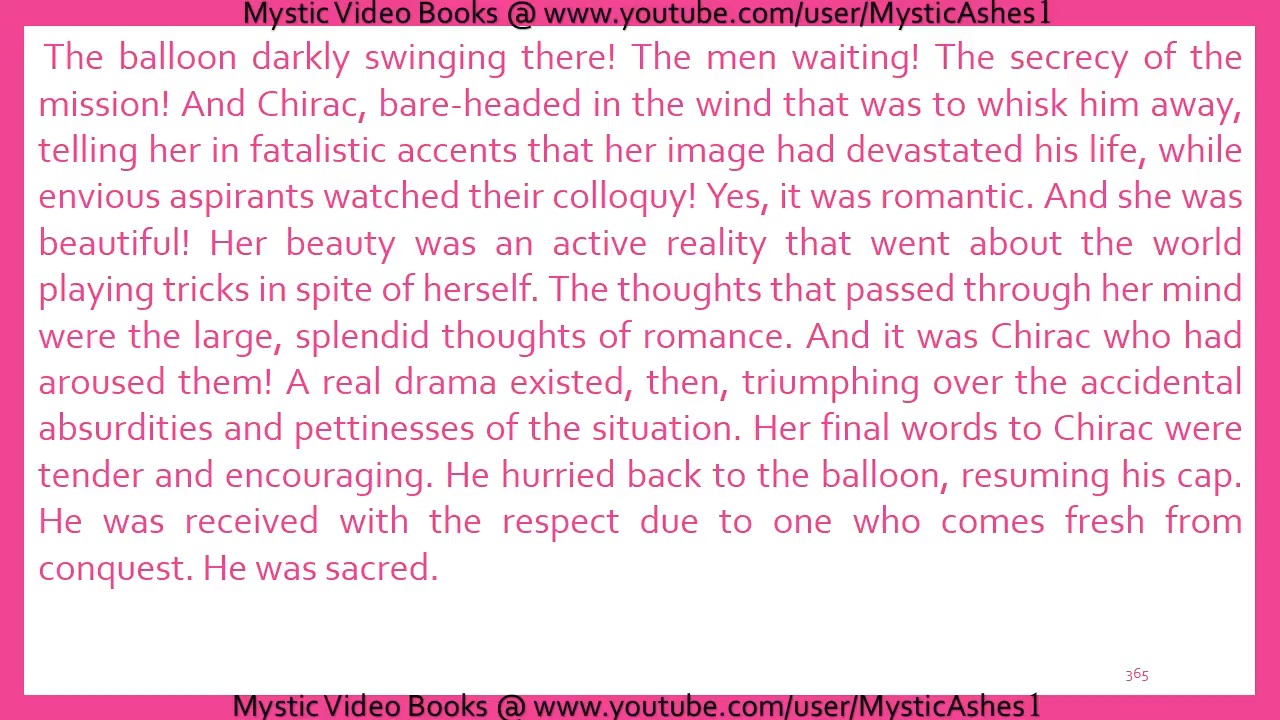 Mystic Video Books @ www.youtube.com/user/MysticAshes1
The balloon darkly swinging there! The men waiting! The secrecy of the
mission! And Chirac, bare-headed in the wind that was to whisk him away,
telling her in fatalistic accents that her image had devastated his life, while
envious aspirants watched their colloquy! Yes, it was romantic. And she was
beautiful! Her beauty was an active reality that went about the world
playing tricks in spite of herself. The thoughts that passed through her mind
were the large, splendid thoughts of romance. And it was Chirac who had
aroused them! A real drama existed, then, triumphing over the accidental
absurdities and pettinesses of the situation. Her final words to Chirac were
tender and encouraging. He hurried back to the balloon, resuming his cap.
He was received with the respect due to one who comes fresh from
conquest. He was sacred.
365
Mystic Video Books @ www.youtube.com/user/MysticAshes1